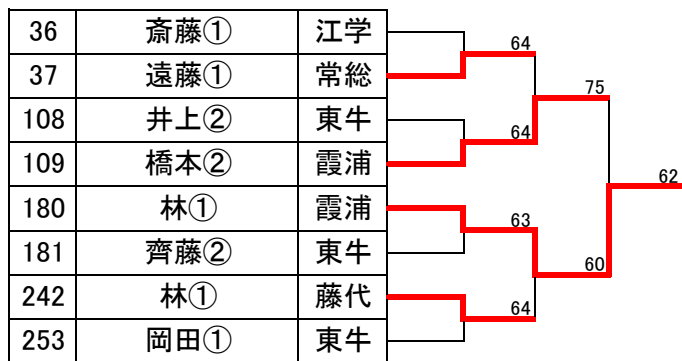 36 斎藤① 江学
37 遠藤① 常総
108 井上② 東牛
109 橋本② 霞浦
180 林① 霞浦
181 齊藤② 東牛
242 林① 藤代
253 岡田① 東牛
64
75
64
62
63
60
64